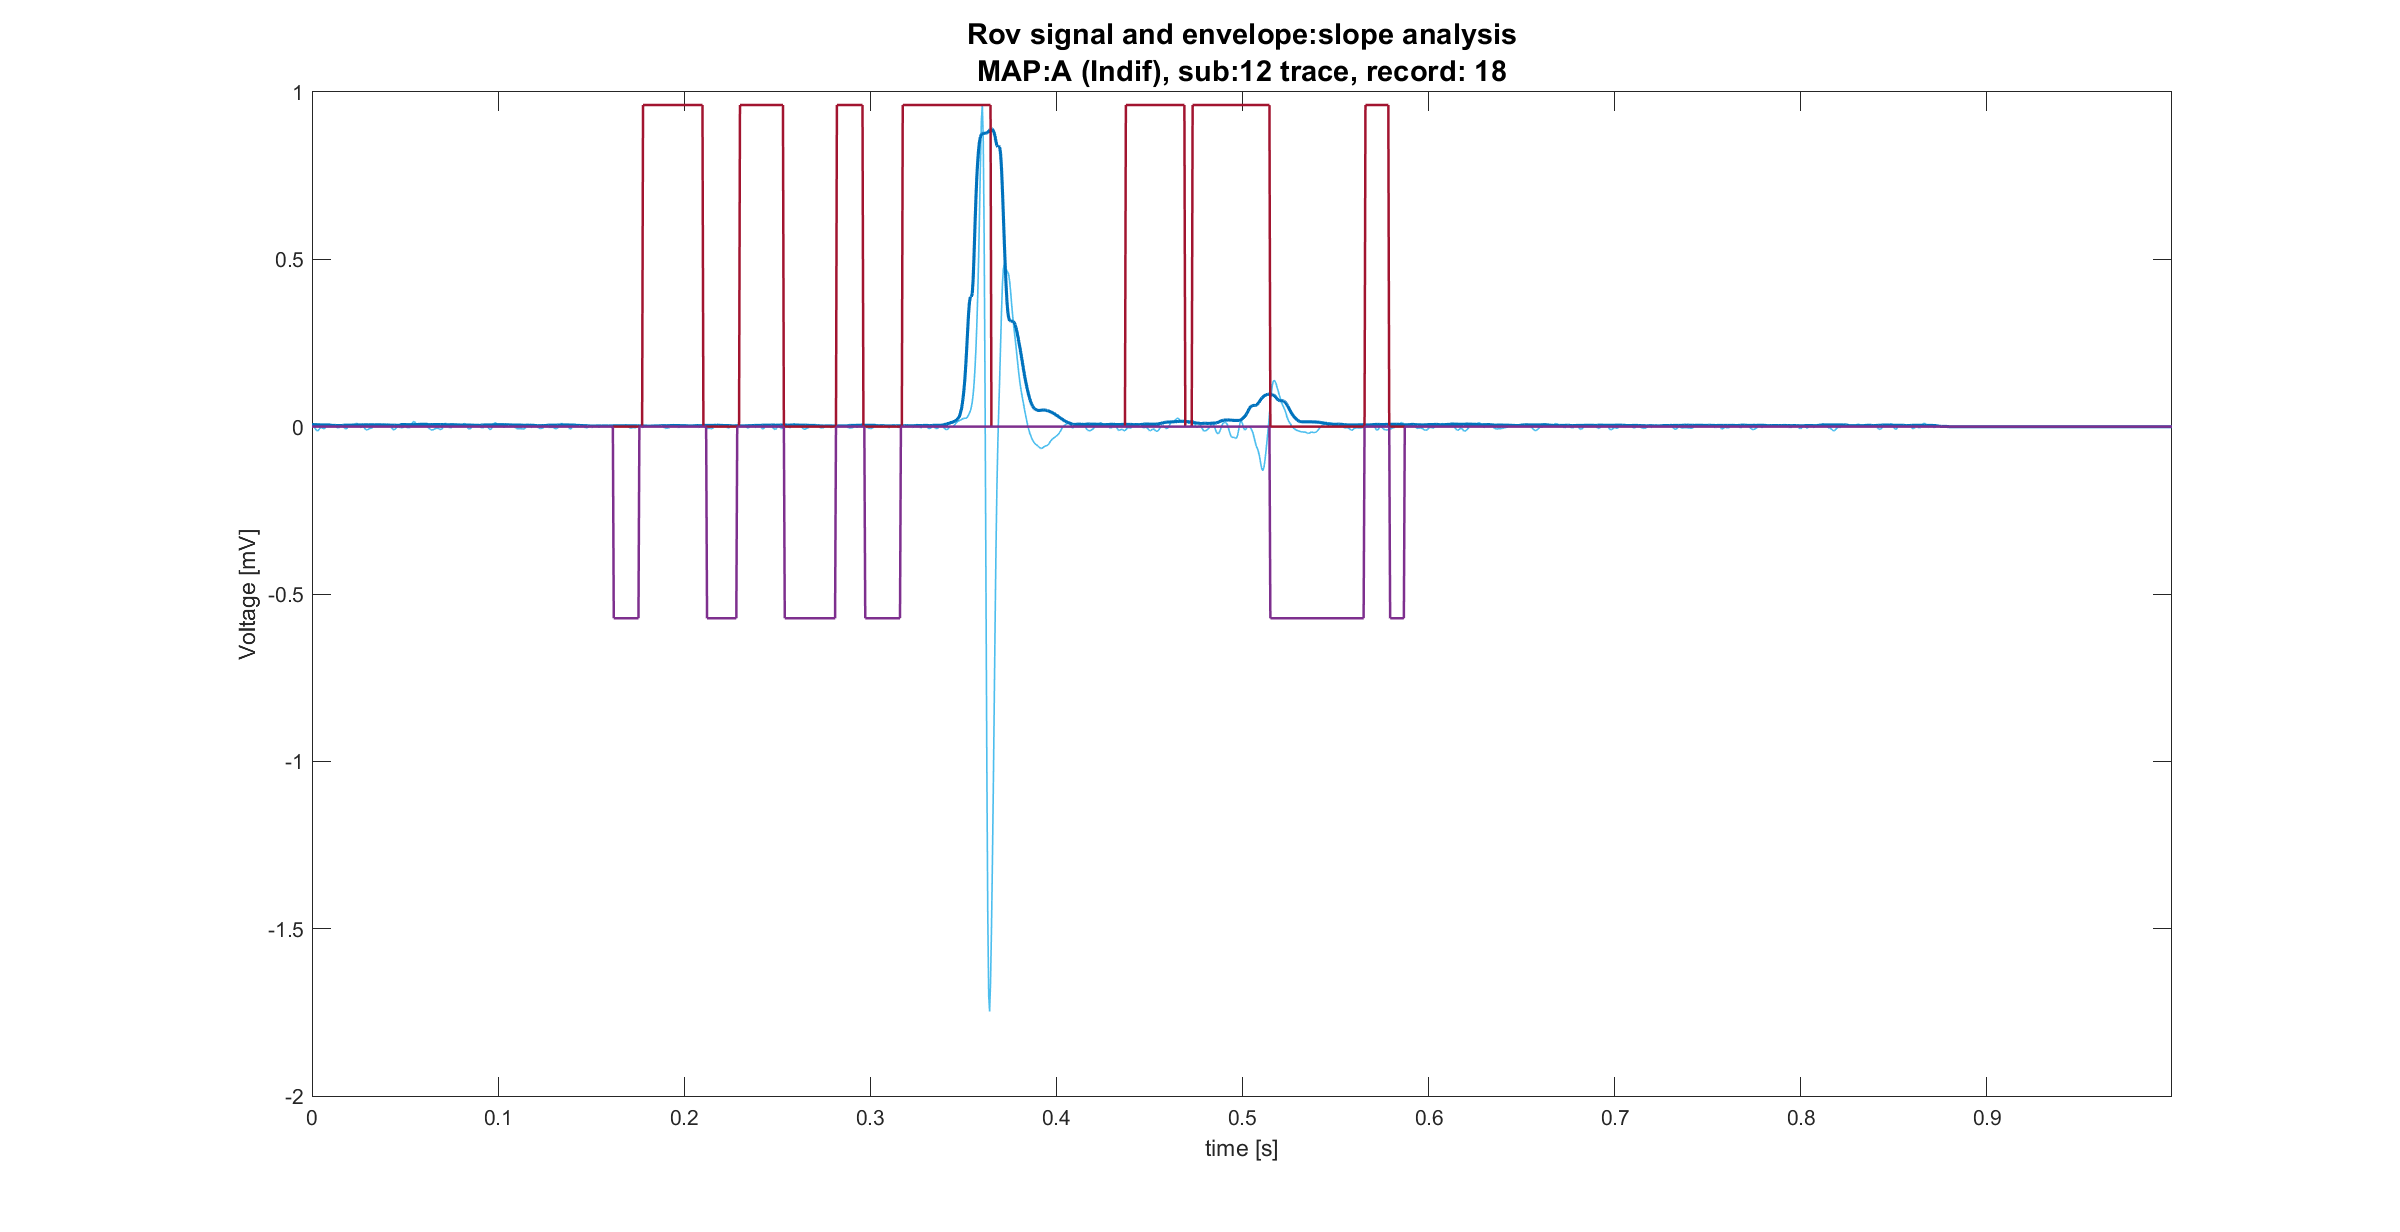 Rov signal and envelope:slope analysis
MAP:A (Indif), sub:12 trace, record: 18
1
0.5
0
-0.5
-1
-1.5
-2
Voltage [mV]
0 0.1 0.2 0.3 0.4 0.5 0.6 0.7 0.8 0.9
time [s]